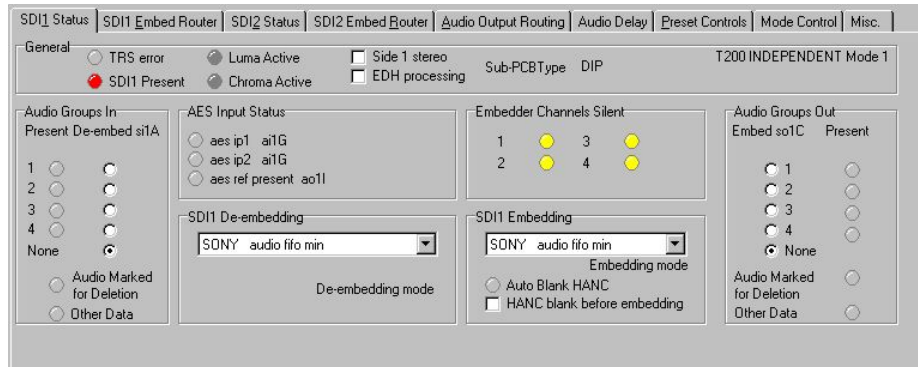 SDI1 Status SDI1 Embed Router SDI2 Status SDI2 Embed Router Audio Output Routing Audio Delay Preset Controls Mode Control Misc.
General
TRS error Luma Active Side 1 stereo Sub-PCBType DIP T200 INDEPENDENT Mode 1
SDI1 Present Chroma Active EDH processing
Audio Groups In
Present De-embed si1A
1
2
3
4
None
Audio Marked
for Deletion
Other Data
AES Input Status
aes ip1 ai1G
aes ip2 ai1G
aes ref present ao1I
SDI1 De-embedding
SONY audio fifo min
De-embedding mode
Embedder Channels Silent
1 3
2 4
SDI1 Embedding
SONY audio fifo min
Embedding mode
Auto Blank HANC
HANC blank before embedding
Audio Groups Out
Embed so1C Present
1
2
3
4
None
Audio Marked
for Deletion
Other Data